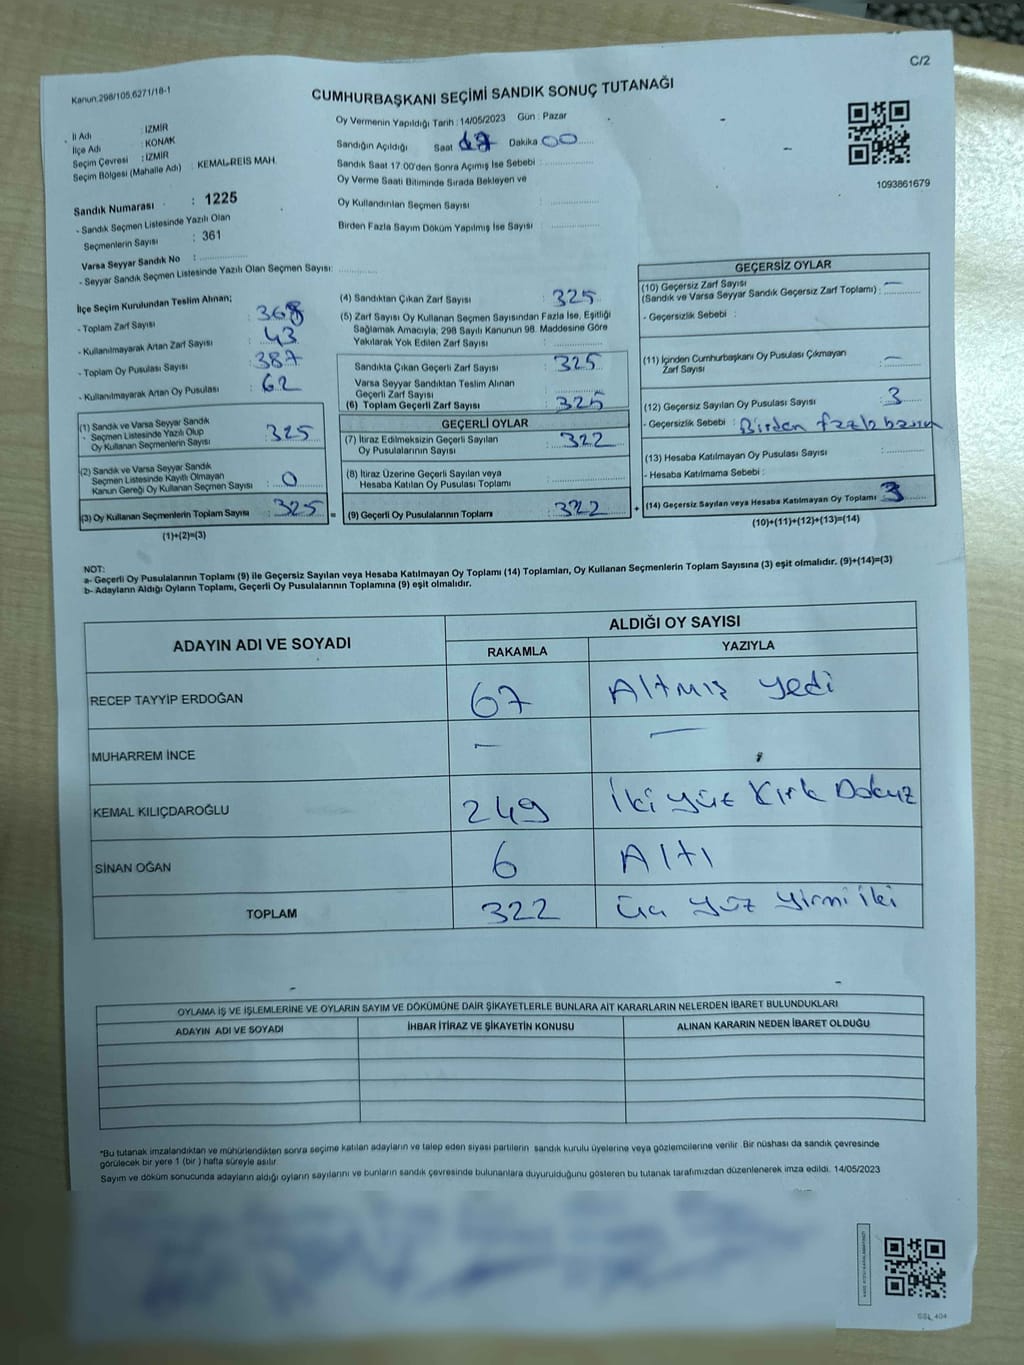 C/2
Kanun.298/105,6271/18-1
CUMHURBAŞKANI SEÇİMİ SANDIK SONUÇ TUTANAĞI
İl Adı : İZMİR
İlçe Adı : KONAK
Seçim Çevresi : İZMİR
Seçim Bölgesi (Mahalle Adı) : KEMALREİS MAH.
Oy Vermenin Yapıldığı Tarih : 14/05/2023 Gün : Pazar
Sandığın Açıldığı Saat 17 Dakika 00
Sandık Saat 17:00'den Sonra Açımış İse Sebebi :
Oy Verme Saati Bitiminde Sırada Bekleyen ve
Oy Kullandırılan Seçmen Sayısı :
Birden Fazla Sayım Döküm Yapılmış İse Sayısı :
1093861679
Sandık Numarası : 1225
- Sandık Seçmen Listesinde Yazılı Olan
Seçmenlerin Sayısı : 361
Varsa Seyyar Sandık No :
- Seyyar Sandık Seçmen Listesinde Yazılı Olan Seçmen Sayısı:
İlçe Seçim Kurulundan Teslim Alınan;
- Toplam Zarf Sayısı : 368
- Kullanılmayarak Artan Zarf Sayısı : 43
- Toplam Oy Pusulası Sayısı : 387
- Kullanılmayarak Artan Oy Pusulası : 62
(1) Sandık ve Varsa Seyyar Sandık
- Seçmen Listesinde Yazılı Olup
Oy Kullanan Seçmenlerin Sayısı : 325
(2) Sandık ve Varsa Seyyar Sandık
Seçmen Listesinde Kayıtlı Olmayan
Kanun Gereği Oy Kullanan Seçmen Sayısı : 0
(3) Oy Kullanan Seçmenlerin Toplam Sayısı : 325
(1)+(2)=(3)
(4) Sandıktan Çıkan Zarf Sayısı : 325
(5) Zarf Sayısı Oy Kullanan Seçmen Sayısından Fazla İse, Eşitliği
Sağlamak Amacıyla, 298 Sayılı Kanunun 98. Maddesine Göre
Yakılarak Yok Edilen Zarf Sayısı :
Sandıkta Çıkan Geçerli Zarf Sayısı : 325
Varsa Seyyar Sandıktan Teslim Alınan
Geçerli Zarf Sayısı :
(6) Toplam Geçerli Zarf Sayısı : 325
GEÇERLİ OYLAR
(7) İtiraz Edilmeksizin Geçerli Sayılan
Oy Pusulasının Sayısı : 322
(8) İtiraz Üzerine Geçerli Sayılan veya
Hesaba Katılan Oy Pusulası Toplamı :
= (9) Geçerli Oy Pusulalarının Toplamı : 322 +
GEÇERSİZ OYLAR
(10) Geçersiz Zarf Sayısı
(Sandık ve Varsa Seyyar Sandık Geçersiz Zarf Toplamı) : —
- Geçersizlik Sebebi :
(11) İçinden Cumhurbaşkanı Oy Pusulası Çıkmayan
Zarf Sayısı : —
(12) Geçersiz Sayılan Oy Pusulası Sayısı : 3
- Geçersizlik Sebebi : Birden fazla
(13) Hesaba Katılmayan Oy Pusulası Sayısı :
- Hesaba Katılmama Sebebi :
(14) Geçersiz Sayılan veya Hesaba Katılmayan Oy Toplamı : 3
(10)+(11)+(12)+(13)=(14)
NOT:
a- Geçerli Oy Pusulalarının Toplamı (9) ile Geçersiz Sayılan veya Hesaba Katılmayan Oy Toplamı (14) Toplamları, Oy Kullanan Seçmenlerin Toplam Sayısına (3) eşit olmalıdır. (9)+(14)=(3)
b- Adayların Aldığı Oyların Toplamı, Geçerli Oy Pusulalarının Toplamına (9) eşit olmalıdır.
ADAYIN ADI VE SOYADI
ALDIĞI OY SAYISI
RAKAMLA YAZIYLA
RECEP TAYYİP ERDOĞAN 67 Altmış yedi
MUHARREM İNCE — —
KEMAL KILIÇDAROĞLU 249 İki yüz Kırk Dokuz
SİNAN OĞAN 6 Altı
TOPLAM 322 üç yüz yirmi iki
OYLAMA İŞ VE İŞLEMLERİNE VE OYLARIN SAYIM VE DÖKÜMÜNE DAİR ŞİKAYETLERLE BUNLARA AİT KARARLARIN NELERDEN İBARET BULUNDUKLARI
ADAYIN ADI VE SOYADI İHBAR İTİRAZ VE ŞİKAYETİN KONUSU ALINAN KARARIN NEDEN İBARET OLDUĞU
*Bu tutanak imzalandıktan ve mühürlendikten sonra seçime katılan adayların ve talep eden siyasi partilerin sandık kurulu üyelerine veya gözlemcilerine verilir. Bir nüshası da sandık çevresinde
görülecek bir yere 1 (bir ) hafta süreyle asılır.
Sayım ve döküm sonucunda adayların aldığı oyların sayılarını ve bunların sandık çevresinde bulunanlara duyurulduğunu gösteren bu tutanak tarafımızdan düzenlenerek imza edildi. 14/05/2023